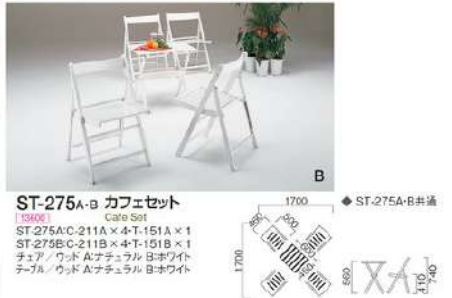 B
ST-275A・B カフェセット
13600
Cafe Set
ST-275A:C-211A×4・T-151A×1
ST-275B:C-211B×4・T-151B×1
チェア/ウッド A:ナチュラル B:ホワイト
テーブル/ウッド A:ナチュラル B:ホワイト
1700
◆ ST-275A・B共通
500
1700
410
740